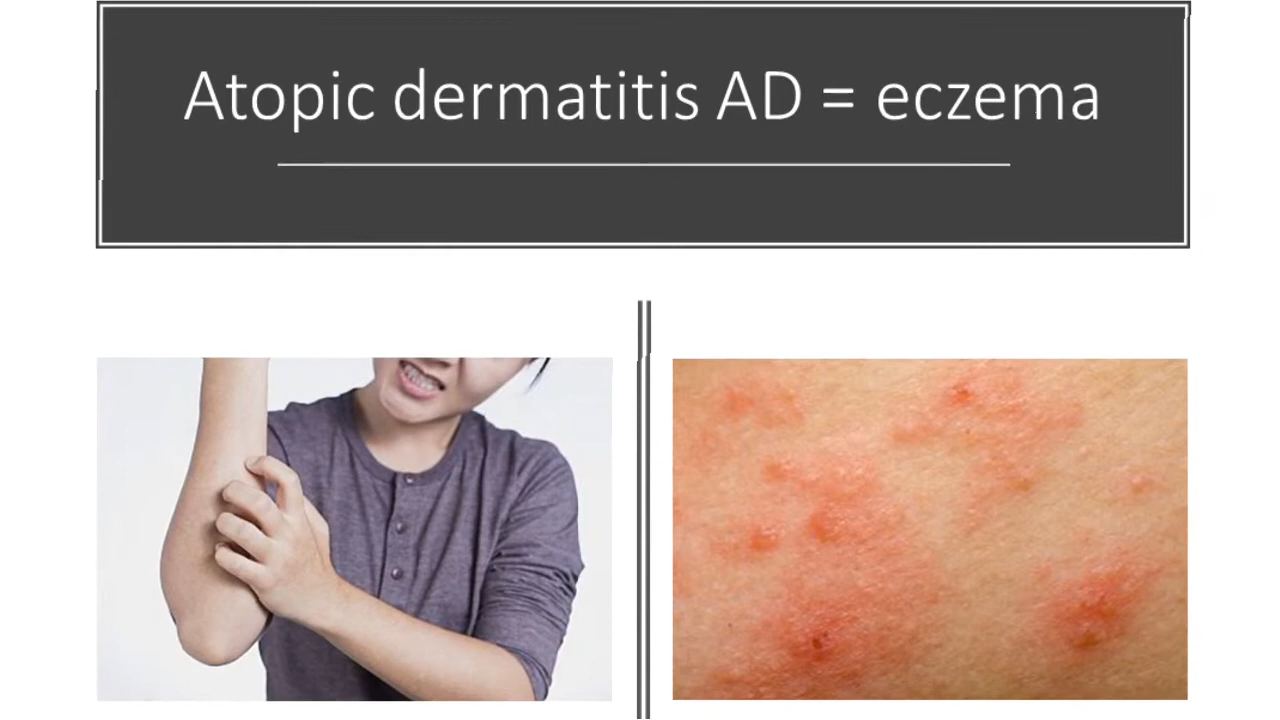 Atopic dermatitis AD = eczema